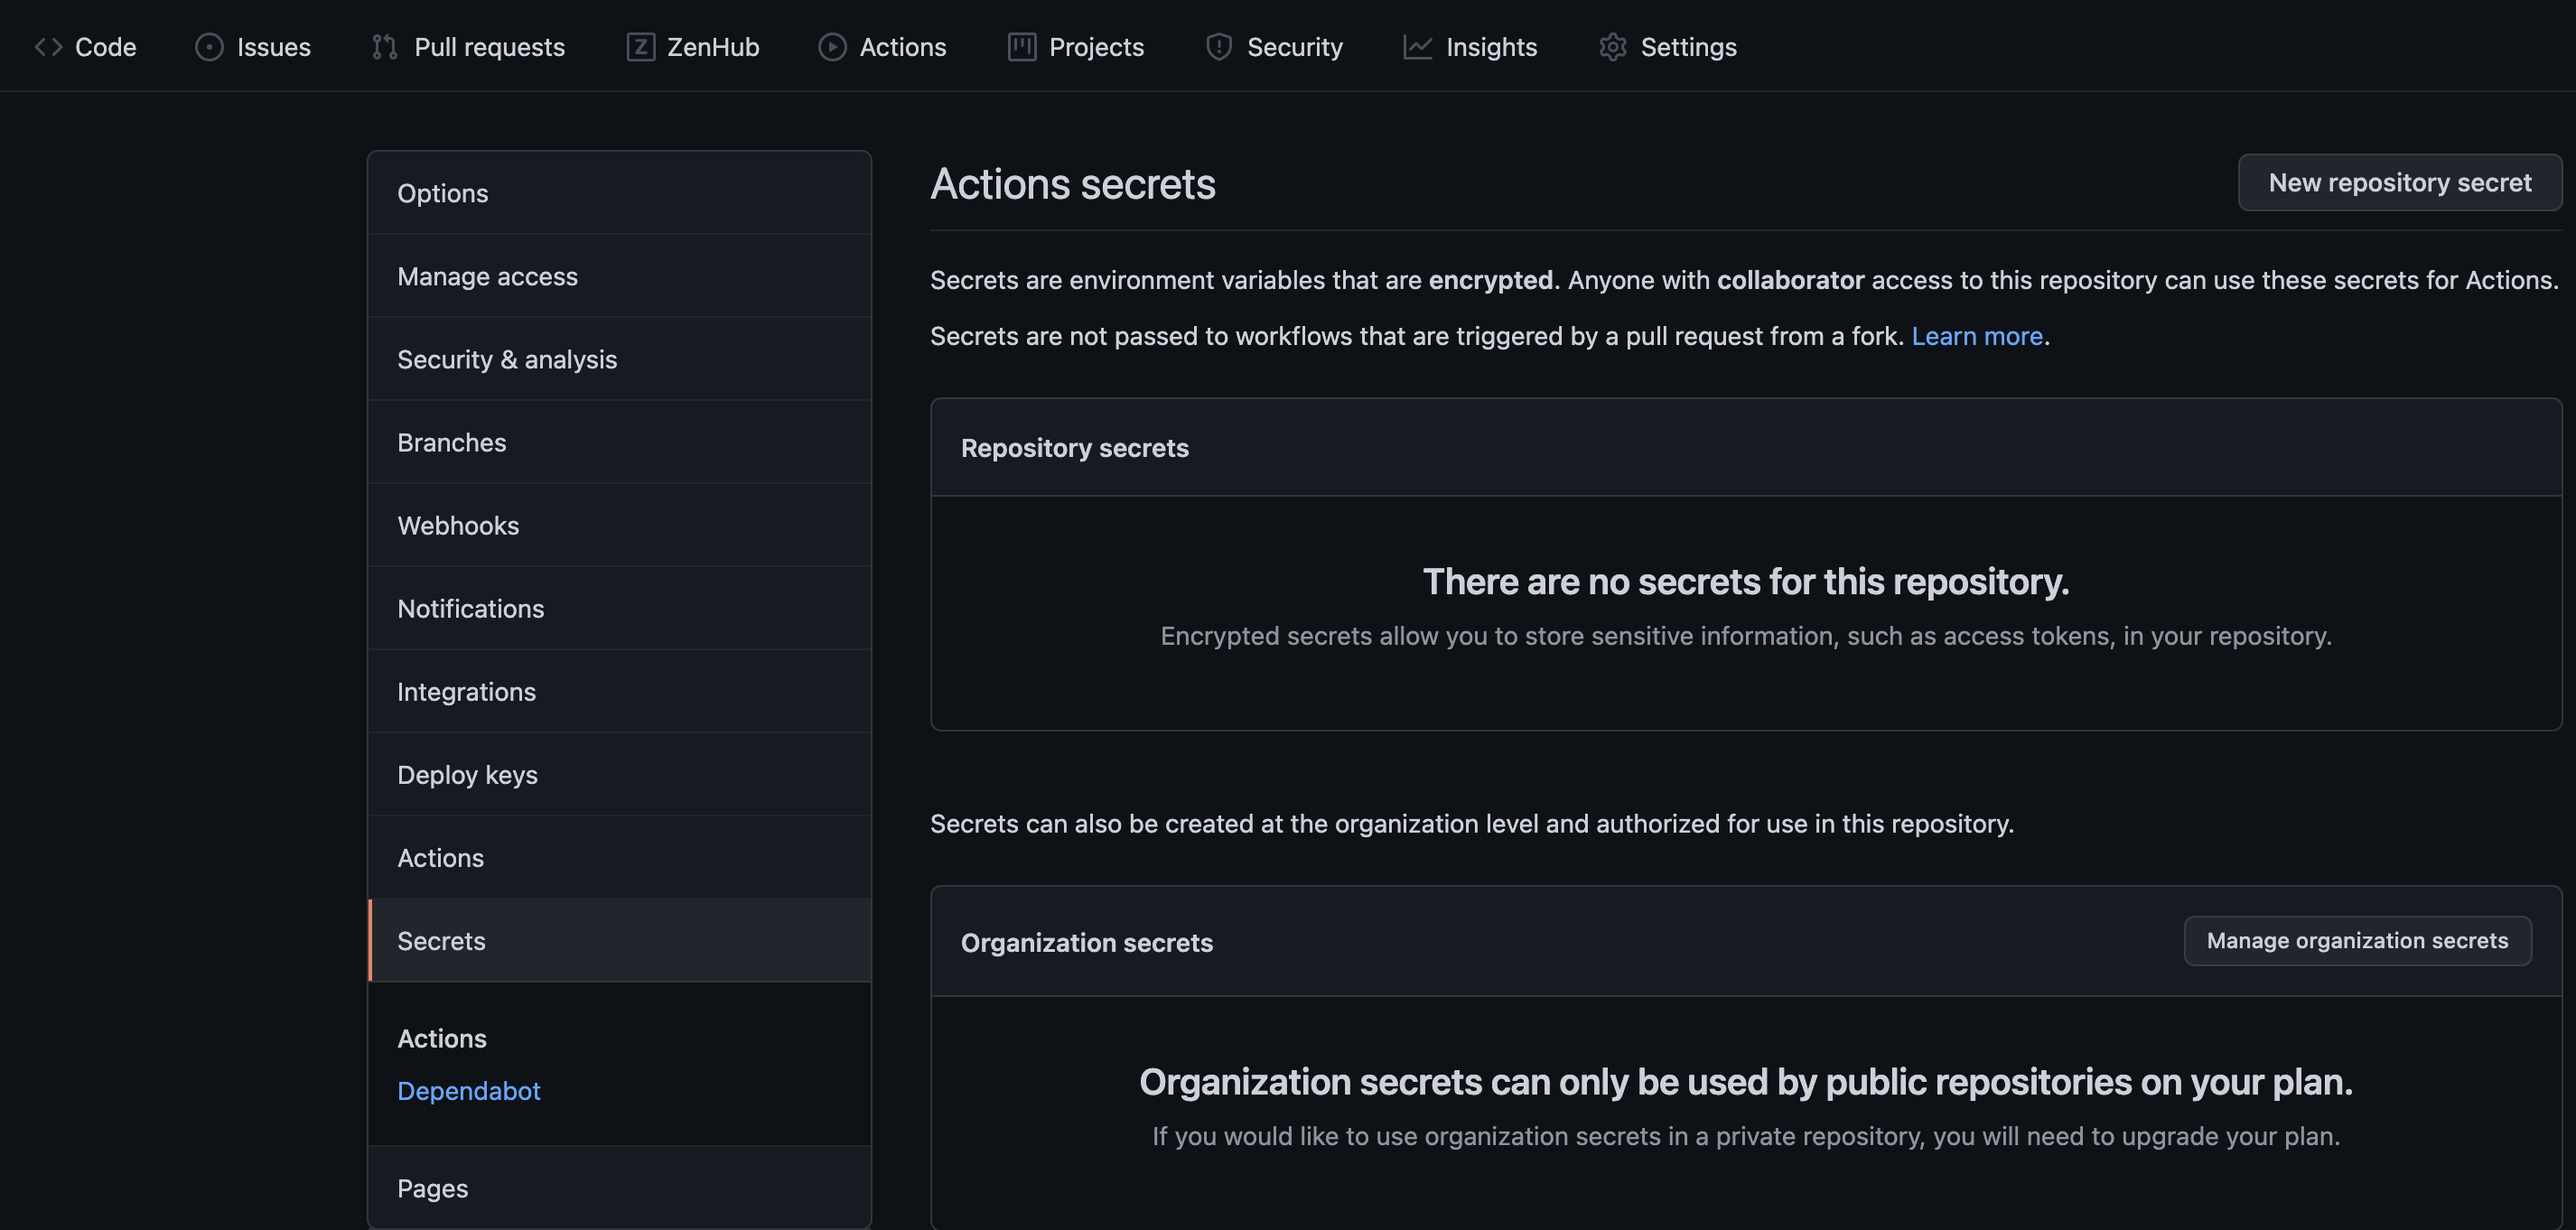 Code Issues Pull requests ZenHub Actions Projects Security Insights Settings
Options
Manage access
Security & analysis
Branches
Webhooks
Notifications
Integrations
Deploy keys
Actions
Secrets
Actions
Dependabot
Pages
Actions secrets
New repository secret
Secrets are environment variables that are encrypted. Anyone with collaborator access to this repository can use these secrets for Actions.
Secrets are not passed to workflows that are triggered by a pull request from a fork. Learn more.
Repository secrets
There are no secrets for this repository.
Encrypted secrets allow you to store sensitive information, such as access tokens, in your repository.
Secrets can also be created at the organization level and authorized for use in this repository.
Organization secrets
Manage organization secrets
Organization secrets can only be used by public repositories on your plan.
If you would like to use organization secrets in a private repository, you will need to upgrade your plan.